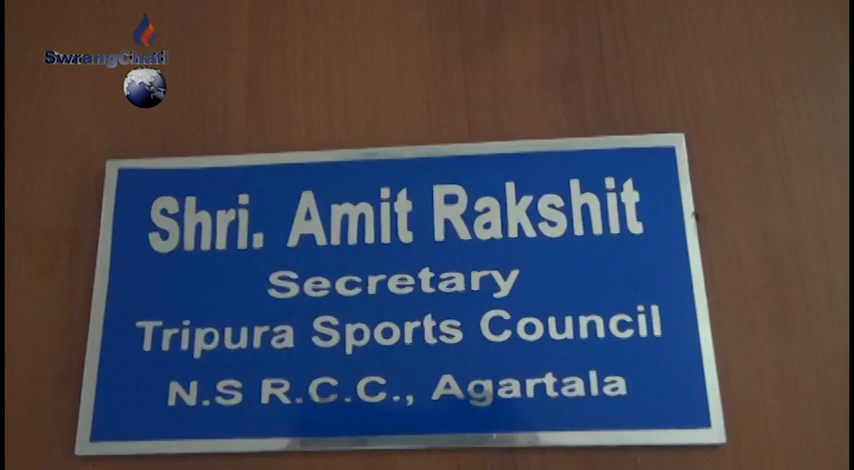 SwrangChati
Shri. Amit Rakshit
Secretary
Tripura Sports Council
N.S R.C.C., Agartala